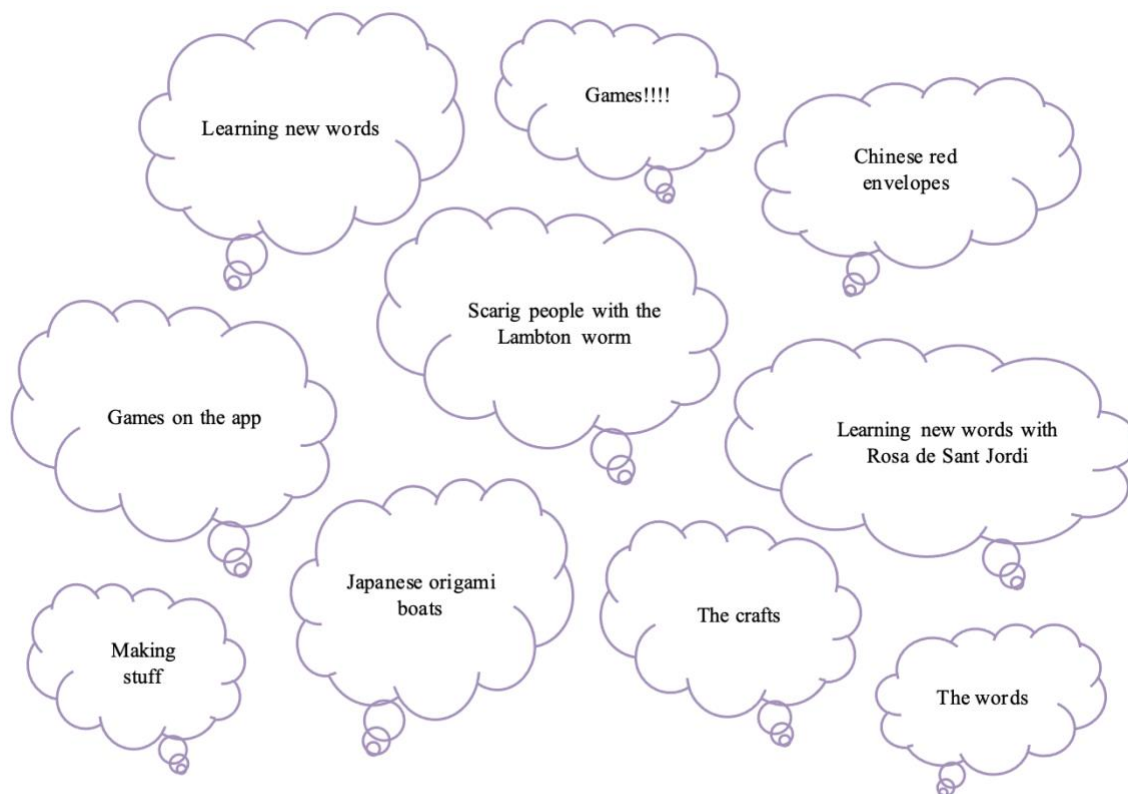 Learning new words
Games!!!!
Chinese red
envelopes
Scarig people with the
Lambton worm
Games on the app
Learning new words with
Rosa de Sant Jordi
Japanese origami
boats
The crafts
Making
stuff
The words